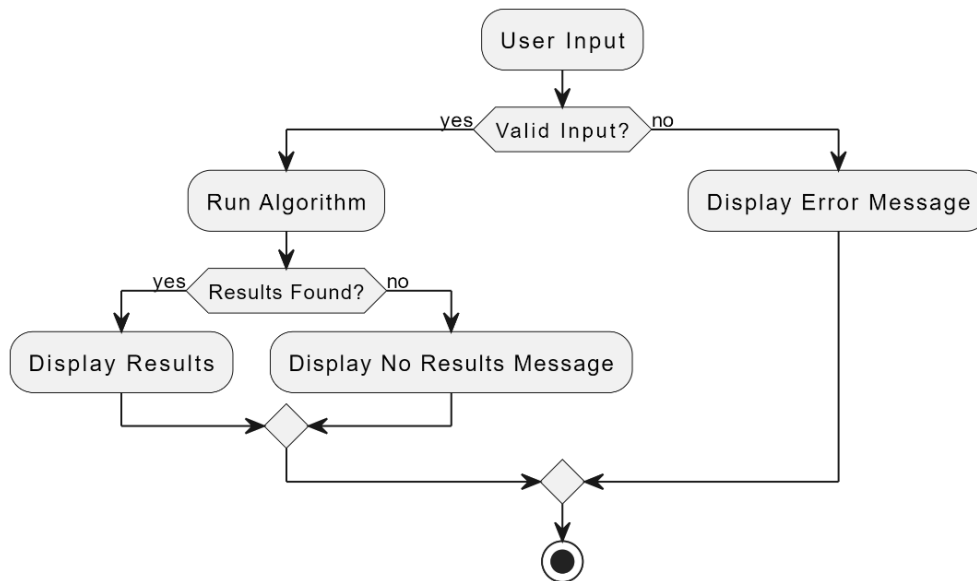 User Input
yes
Valid Input?
no
Run Algorithm
Display Error Message
yes
Results Found?
no
Display Results
Display No Results Message